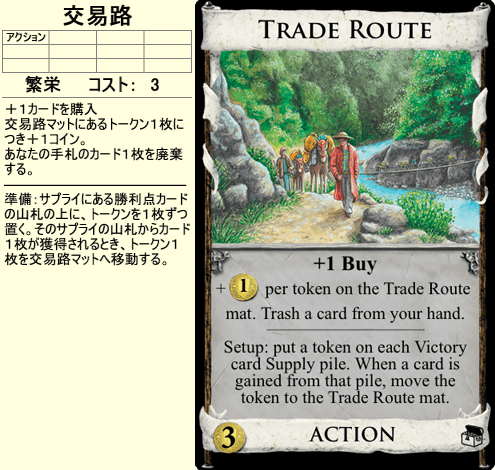 交易路
アクション
繁栄 コスト： 3
＋1カードを購入
交易路マットにあるトークン1枚に
つき＋1コイン。
あなたの手札のカード1枚を廃棄
する。
準備：サプライにある勝利点カード
の山札の上に、トークンを1枚ずつ
置く。そのサプライの山札からカード
1枚が獲得されるとき、トークン1
枚を交易路マットへ移動する。
TRADE ROUTE
+1 Buy
+ 1 per token on the Trade Route
mat. Trash a card from your hand.
Setup: put a token on each Victory
card Supply pile. When a card is
gained from that pile, move the
token to the Trade Route mat.
3 ACTION